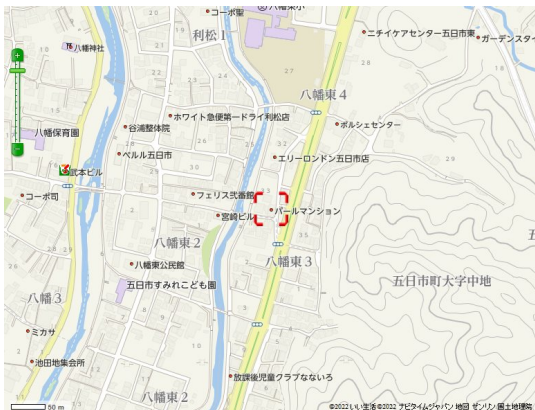 コーポ聖
八幡東小
利松1
ニチイケアセンター五日市東
ガーデンスタイ
八幡神社
27
八幡東4
ホワイト急便第一ドライ利松店
谷浦整体院
ポルシェセンター
八幡保育園
ベルル五日市
エリーロンドン五日市店
29
武本ビル
コーポ司
フェリス弐番館
33
パールマンション
宮崎ビル
35
八幡東2
八幡東3
八幡東公民館
五日市町大字中地
五日市すみれこども園
八幡3
ミカサ
池田地集会所
放課後児童クラブなないろ
八幡東2
50 m
©2022 いい生活 ©2022 ナビタイムジャパン 地図 ゼンリン 国土地理院